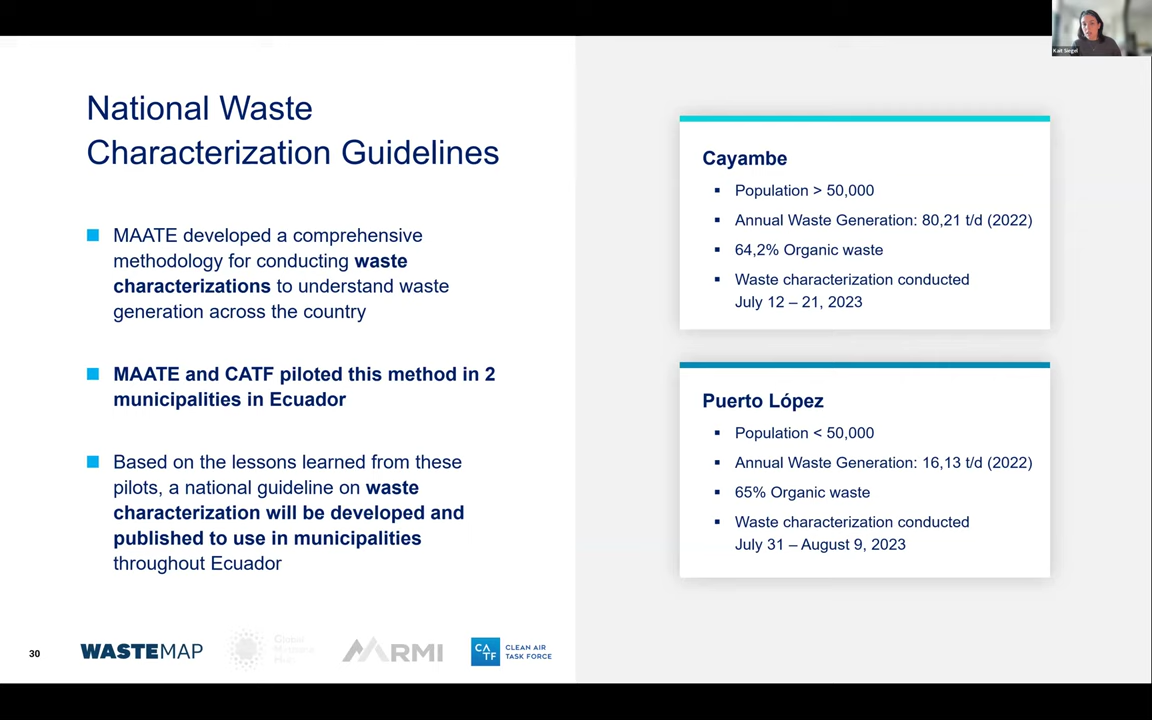 Kait Siegel
National Waste
Characterization Guidelines
■ MAATE developed a comprehensive
methodology for conducting waste
characterizations to understand waste
generation across the country
■ MAATE and CATF piloted this method in 2
municipalities in Ecuador
■ Based on the lessons learned from these
pilots, a national guideline on waste
characterization will be developed and
published to use in municipalities
throughout Ecuador
Cayambe
▪ Population > 50,000
▪ Annual Waste Generation: 80,21 t/d (2022)
▪ 64,2% Organic waste
▪ Waste characterization conducted
July 12 – 21, 2023
Puerto López
▪ Population < 50,000
▪ Annual Waste Generation: 16,13 t/d (2022)
▪ 65% Organic waste
▪ Waste characterization conducted
July 31 – August 9, 2023
30
WASTEMAP
Global
Methane
Hub
RMI
CATF
CLEAN AIR
TASK FORCE